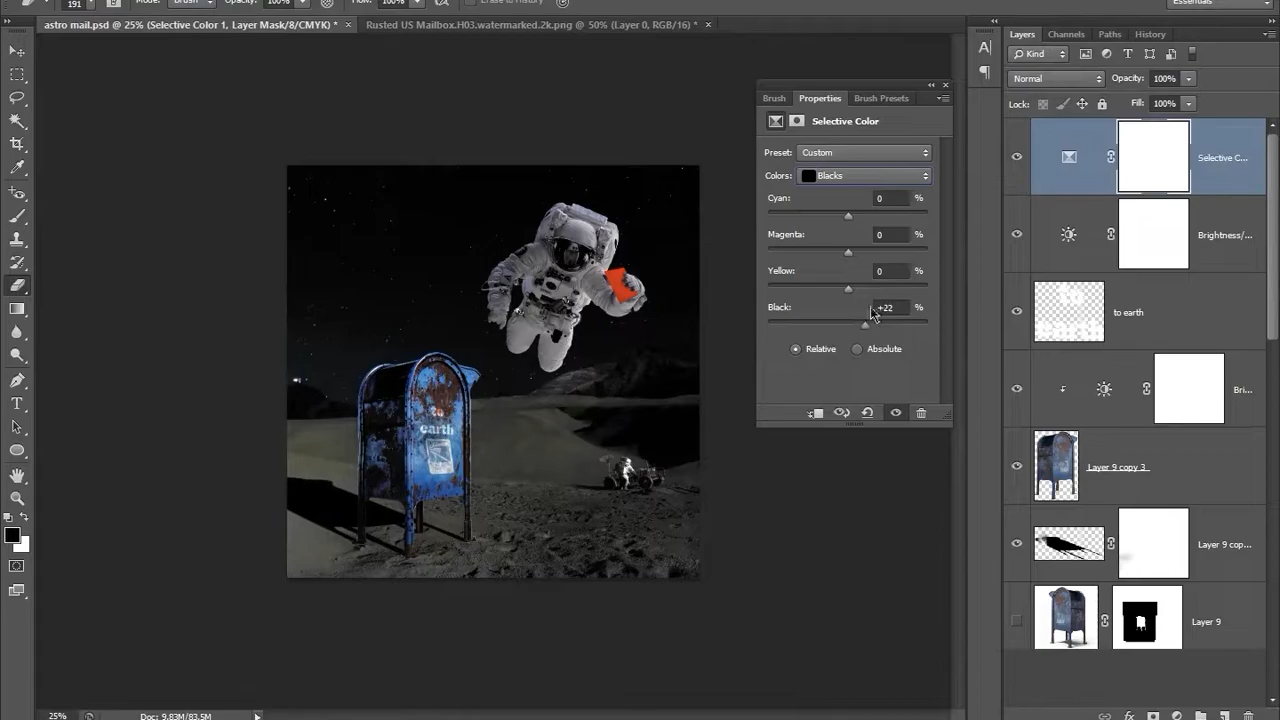 191
Mode:
Brush
Opacity:
100%
Flow:
100%
Erase to History
Essentials
astro mail.psd @ 25% (Selective Color 1, Layer Mask/8/CMYK) *
Rusted US Mailbox.H03.watermarked.2k.png @ 50% (Layer 0, RGB/16) *
Brush
Properties
Brush Presets
Selective Color
Preset:
Custom
Colors:
Blacks
Cyan:
0
%
Magenta:
0
%
Yellow:
0
%
Black:
+22
%
Relative
Absolute
to
earth
Layers
Channels
Paths
History
Kind
Normal
Opacity:
100%
Lock:
Fill:
100%
Selective C...
Brightness/...
to earth
Bri...
Layer 9 copy 3
Layer 9 cop...
Layer 9
25%
Doc: 9.83M/83.5M